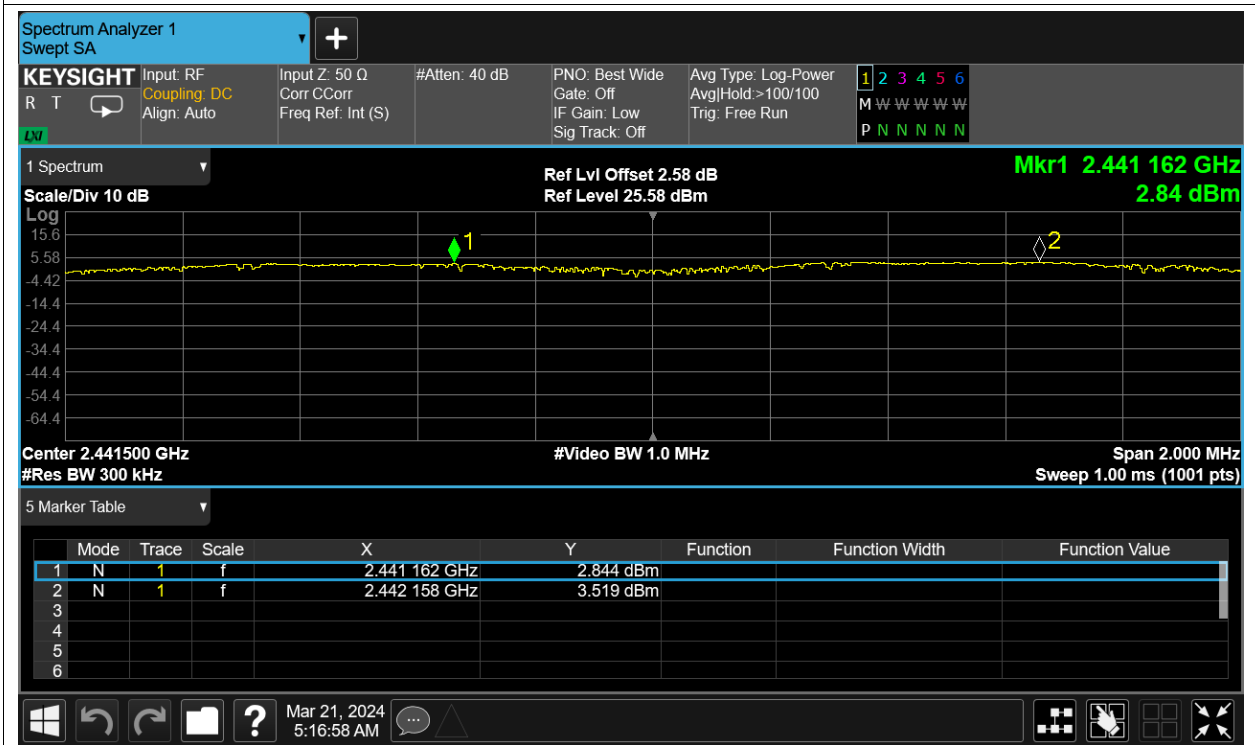 Spectrum Analyzer 1
Swept SA
+
KEYSIGHT
R T
LXI
Input: RF
Coupling: DC
Align: Auto
Input Z: 50 Ω
Corr CCorr
Freq Ref: Int (S)
#Atten: 40 dB
PNO: Best Wide
Gate: Off
IF Gain: Low
Sig Track: Off
Avg Type: Log-Power
Avg|Hold:>100/100
Trig: Free Run
1 2 3 4 5 6
M W W W W W
P N N N N N
1 Spectrum
Scale/Div 10 dB
Ref Lvl Offset 2.58 dB
Ref Level 25.58 dBm
Mkr1 2.441 162 GHz
2.84 dBm
Log
15.6
5.58
-4.42
-14.4
-24.4
-34.4
-44.4
-54.4
-64.4
1
2
Center 2.441500 GHz
#Res BW 300 kHz
#Video BW 1.0 MHz
Span 2.000 MHz
Sweep 1.00 ms (1001 pts)
5 Marker Table
Mode Trace Scale X Y Function Function Width Function Value
1 N 1 f 2.441 162 GHz 2.844 dBm
2 N 1 f 2.442 158 GHz 3.519 dBm
3
4
5
6
?
Mar 21, 2024
5:16:58 AM